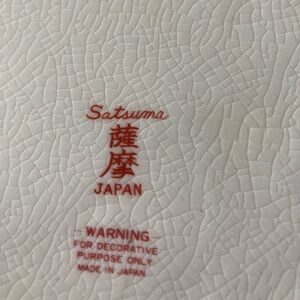 Satsuma
薩
摩
JAPAN
-WARNING-
FOR DECORATIVE
PURPOSE ONLY
MADE IN JAPAN